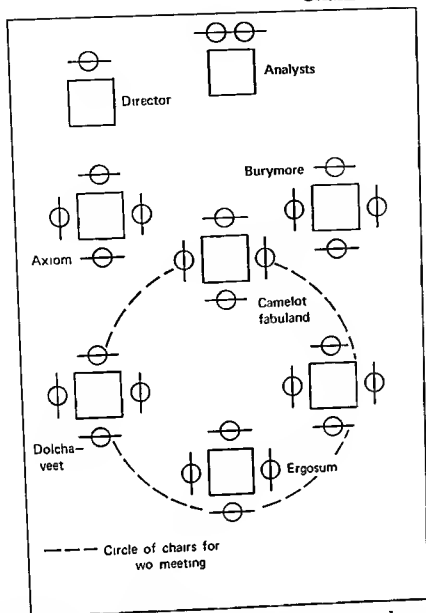 Director
Analysts
Burymore
Axiom
Camelot
fabuland
Dolcha-
veet
Ergosum
Circle of chairs for
wo meeting